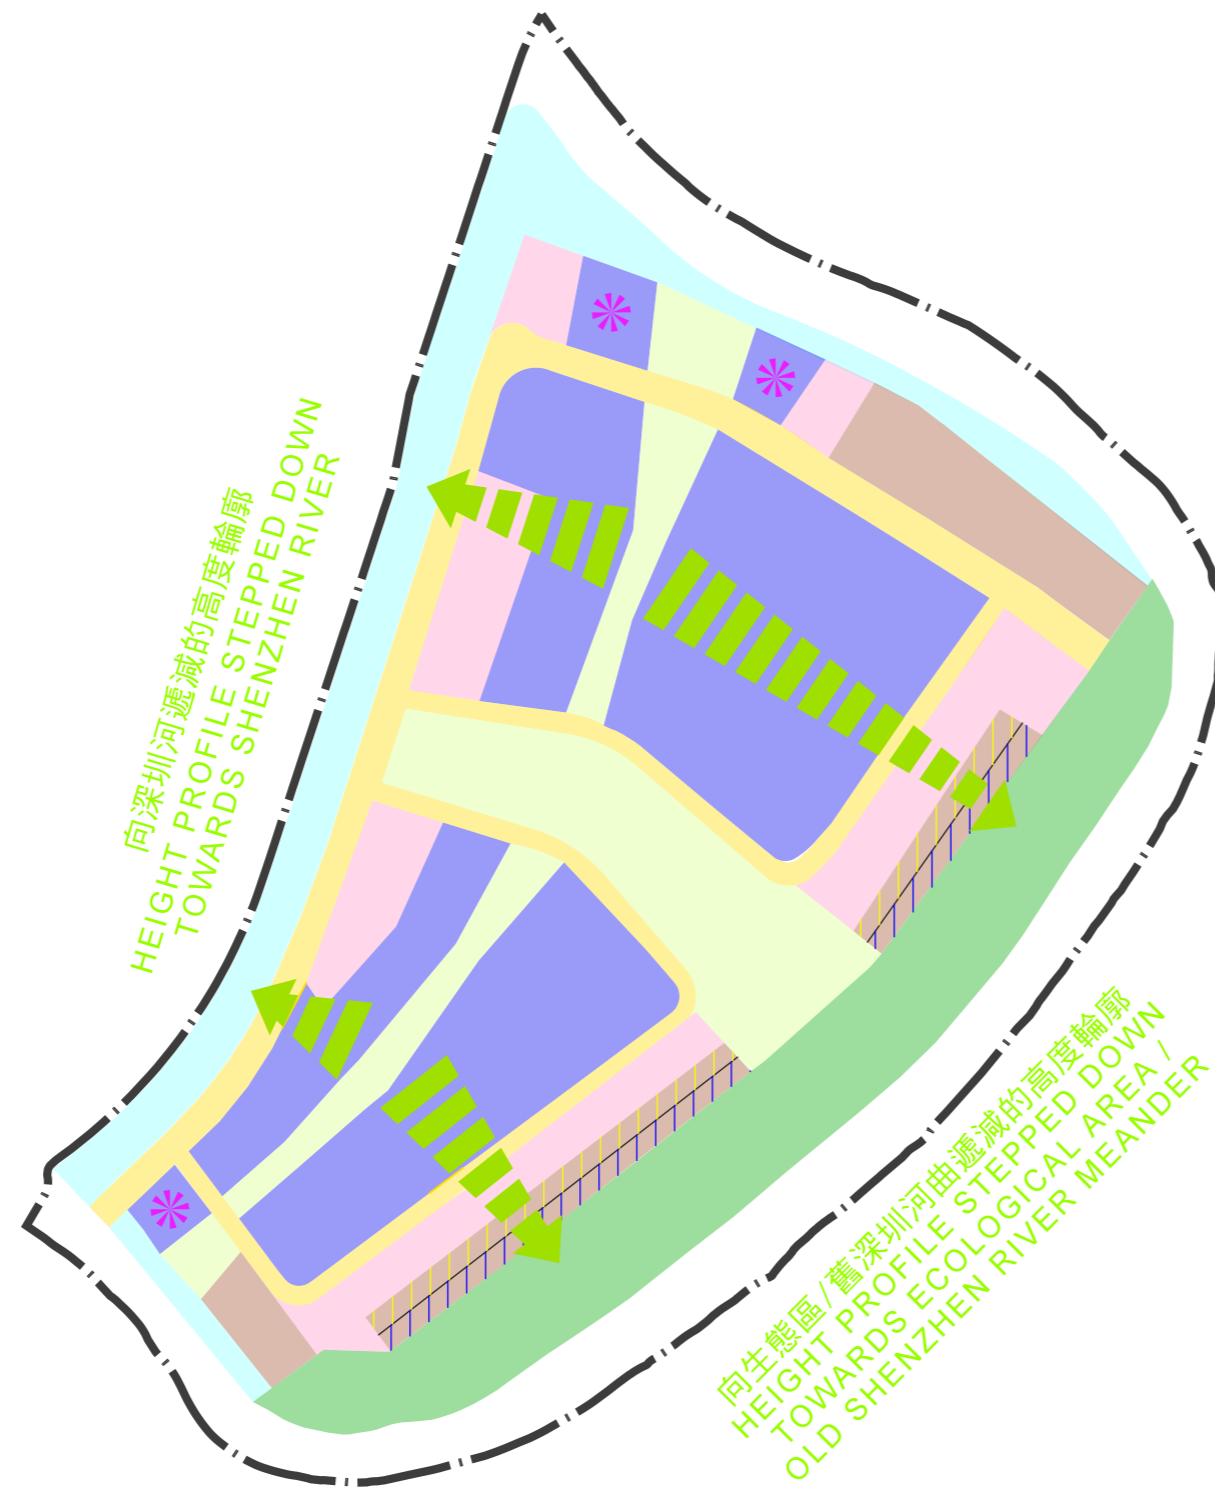 向深圳河遞減的高度輪廓
HEIGHT PROFILE STEPPED DOWN
TOWARDS SHENZHEN RIVER
向生態區/舊深圳河曲遞減的高度輪廓
HEIGHT PROFILE STEPPED DOWN
TOWARDS ECOLOGICAL AREA /
OLD SHENZHEN RIVER MEANDER